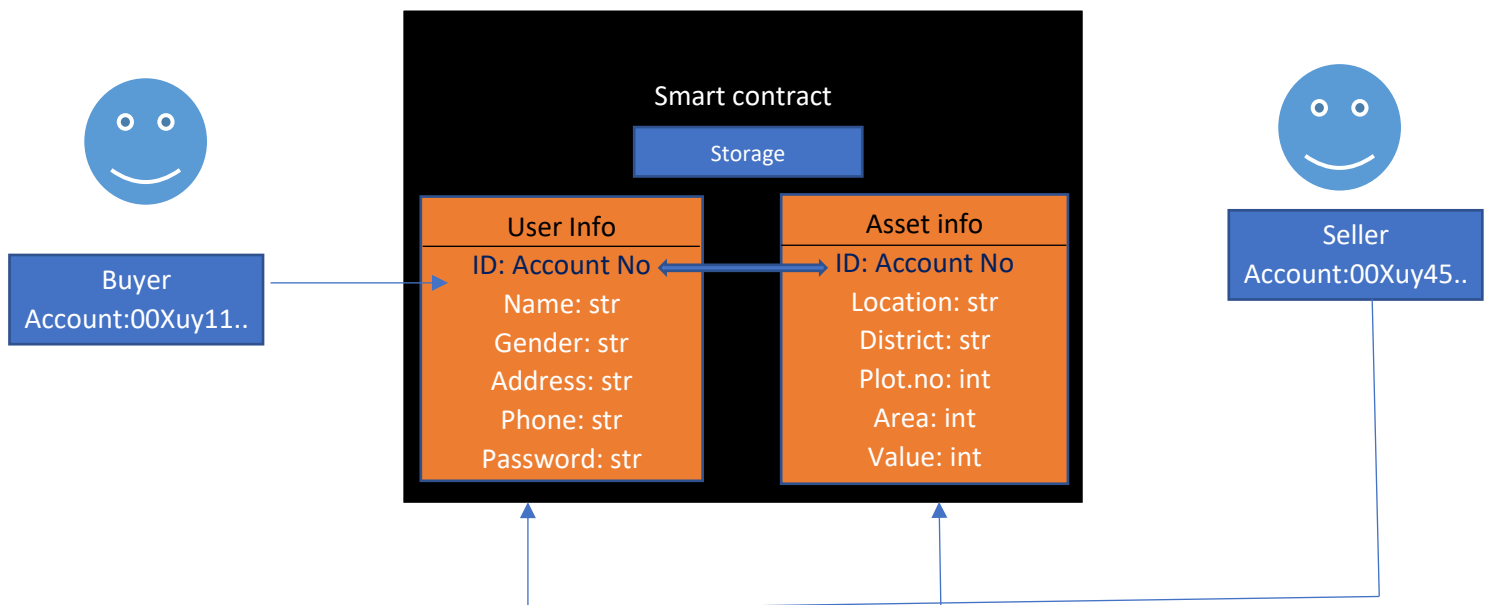 Smart contract
Storage
Buyer
Account:00Xuy11..
User Info
ID: Account No
Name: str
Gender: str
Address: str
Phone: str
Password: str
Asset info
ID: Account No
Location: str
District: str
Plot.no: int
Area: int
Value: int
Seller
Account:00Xuy45..